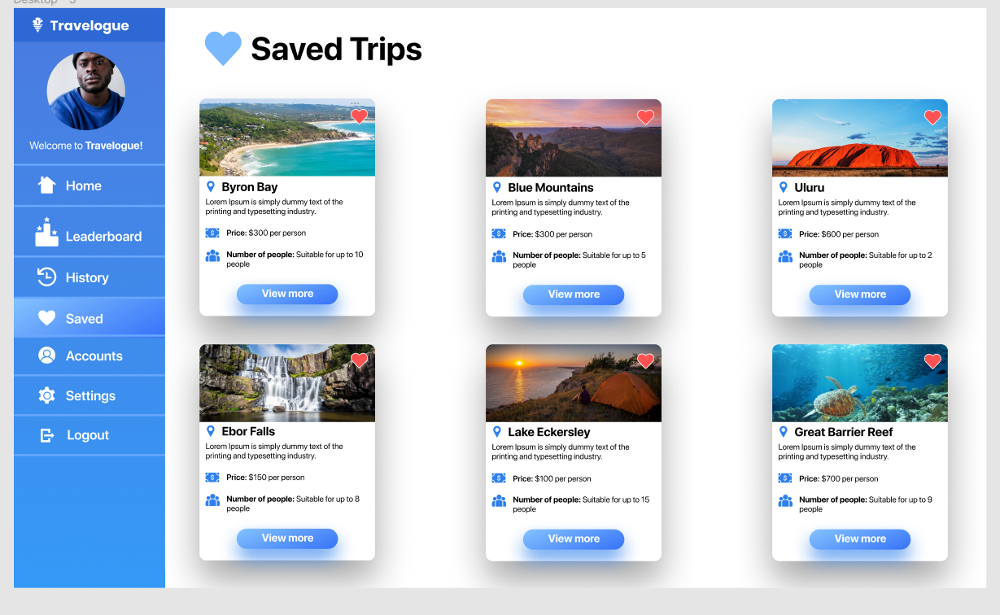 Desktop - 3
Travelogue
Welcome to Travelogue!
Home
Leaderboard
History
Saved
Accounts
Settings
Logout
Saved Trips
Byron Bay
Lorem Ipsum is simply dummy text of the
printing and typesetting industry.
Price: $300 per person
Number of people: Suitable for up to 10
people
View more
Blue Mountains
Lorem Ipsum is simply dummy text of the
printing and typesetting industry.
Price: $300 per person
Number of people: Suitable for up to 5
people
View more
Uluru
Lorem Ipsum is simply dummy text of the
printing and typesetting industry.
Price: $600 per person
Number of people: Suitable for up to 2
people
View more
Ebor Falls
Lorem Ipsum is simply dummy text of the
printing and typesetting industry.
Price: $150 per person
Number of people: Suitable for up to 8
people
View more
Lake Eckersley
Lorem Ipsum is simply dummy text of the
printing and typesetting industry.
Price: $100 per person
Number of people: Suitable for up to 15
people
View more
Great Barrier Reef
Lorem Ipsum is simply dummy text of the
printing and typesetting industry.
Price: $700 per person
Number of people: Suitable for up to 9
people
View more